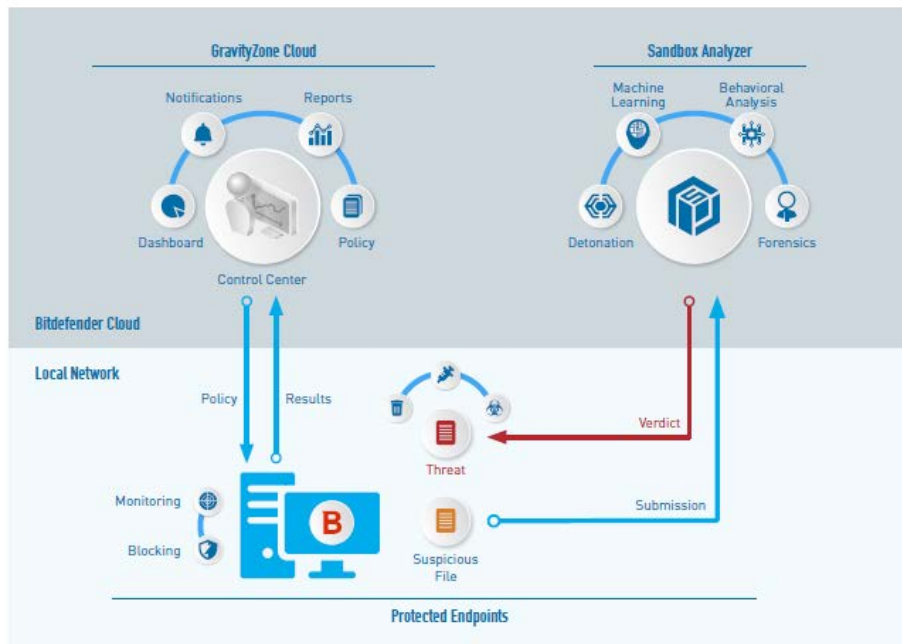 GravityZone Cloud
Sandbox Analyzer
Notifications
Reports
Dashboard
Policy
Control Center
Machine
Learning
Behavioral
Analysis
Detonation
Forensics
Bitdefender Cloud
Local Network
Policy
Results
Verdict
Threat
Monitoring
Blocking
B
Submission
Suspicious
File
Protected Endpoints